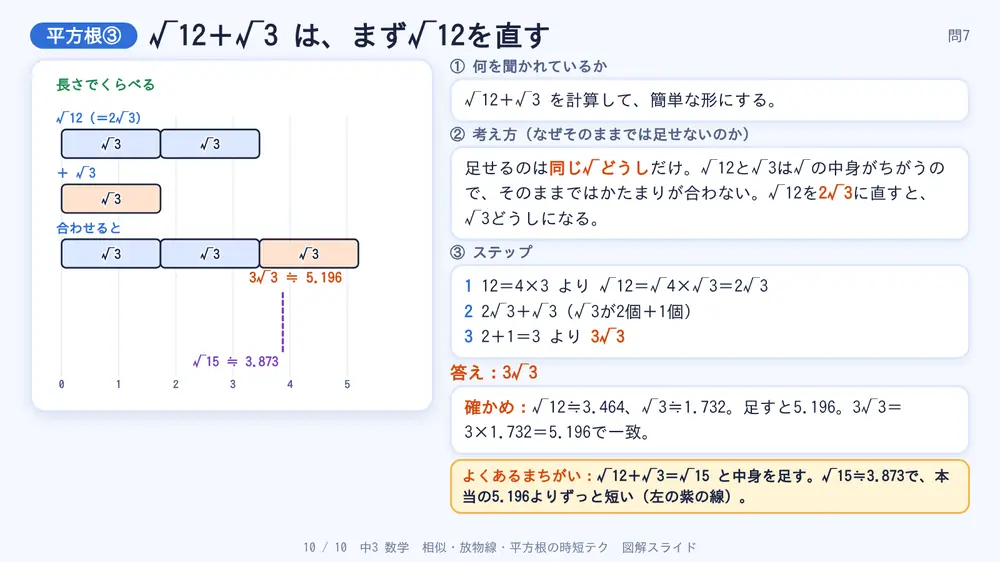 平方根③ √12＋√3 は、まず√12を直す
問7
長さでくらべる
√12（＝2√3）
√3 √3
＋ √3
√3
合わせると
√3 √3 √3
3√3 ≒ 5.196
√15 ≒ 3.873
0 1 2 3 4 5
① 何を聞かれているか
√12＋√3 を計算して、簡単な形にする。
② 考え方（なぜそのままでは足せないのか）
足せるのは同じ√どうしだけ。√12と√3は√の中身がちがうの
で、そのままではかたまりが合わない。√12を2√3に直すと、
√3どうしになる。
③ ステップ
1 12＝4×3 より √12＝√4×√3＝2√3
2 2√3＋√3（√3が2個＋1個）
3 2＋1＝3 より 3√3
答え：3√3
確かめ：√12≒3.464、√3≒1.732。足すと5.196。3√3＝
3×1.732＝5.196で一致。
よくあるまちがい：√12＋√3＝√15 と中身を足す。√15≒3.873で、本
当の5.196よりずっと短い（左の紫の線）。
10 / 10 中3 数学 相似・放物線・平方根の時短テク 図解スライド